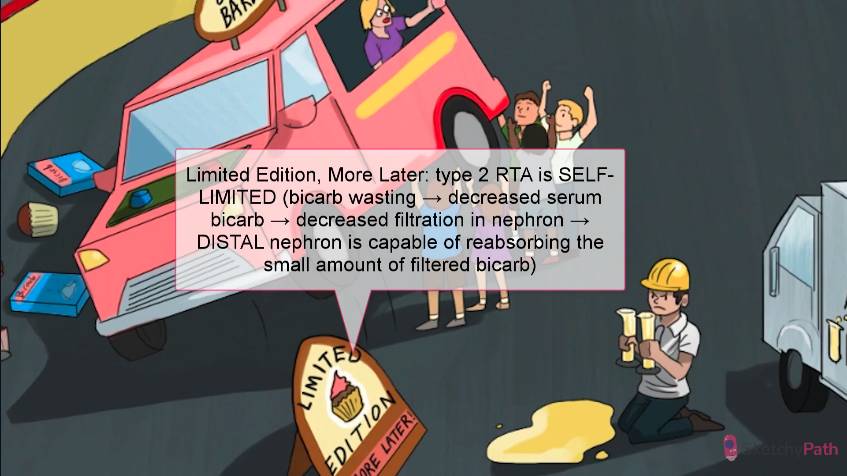 BAKE
Limited Edition, More Later: type 2 RTA is SELF-
LIMITED (bicarb wasting → decreased serum
bicarb → decreased filtration in nephron →
DISTAL nephron is capable of reabsorbing the
small amount of filtered bicarb)
LIMITED
EDITION
MORE LATER!
SketchyPath